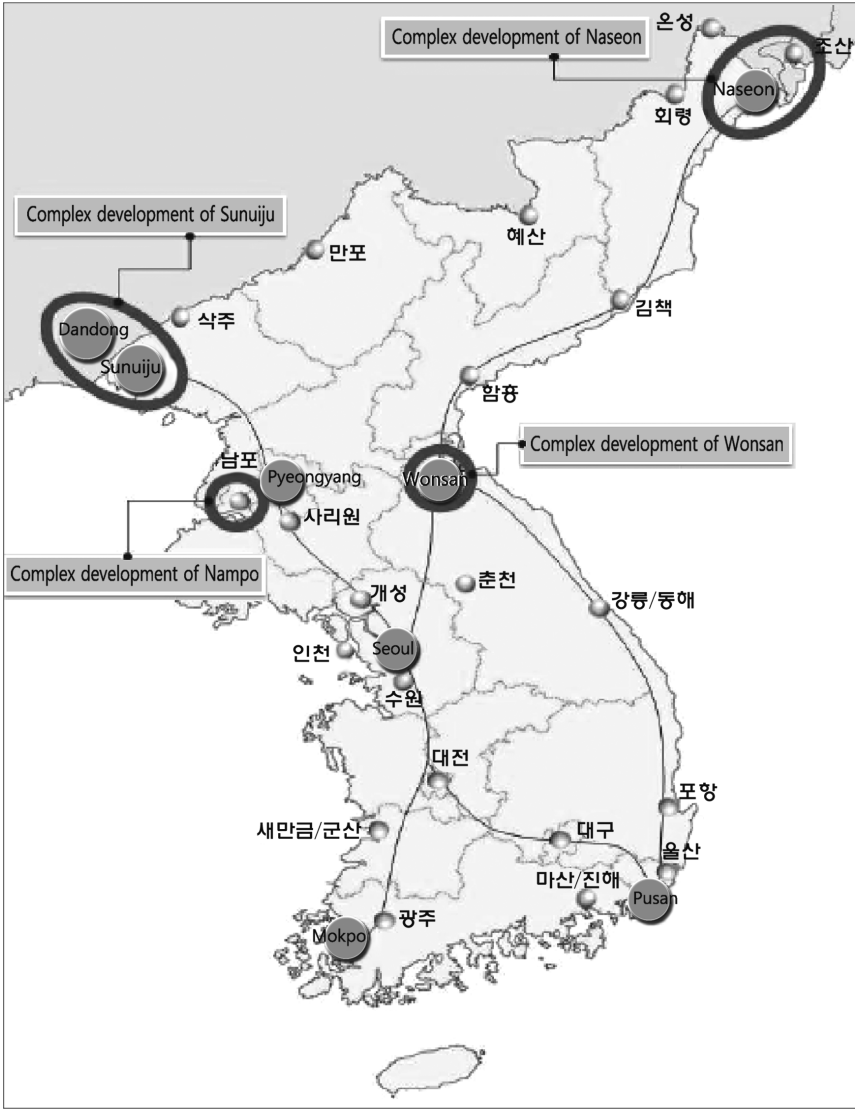 온성
Complex development of Naseon
조산
Naseon
회령
Complex development of Sunuiju
혜산
만포
김책
삭주
Dandong
Sunuiju
함흥
Complex development of Wonsan
남포
Pyeongyang
Wonsan
사리원
Complex development of Nampo
춘천
개성
강릉/동해
인천
Seoul
수원
대전
포항
새만금/군산
대구
울산
마산/진해
Pusan
광주
Mokpo